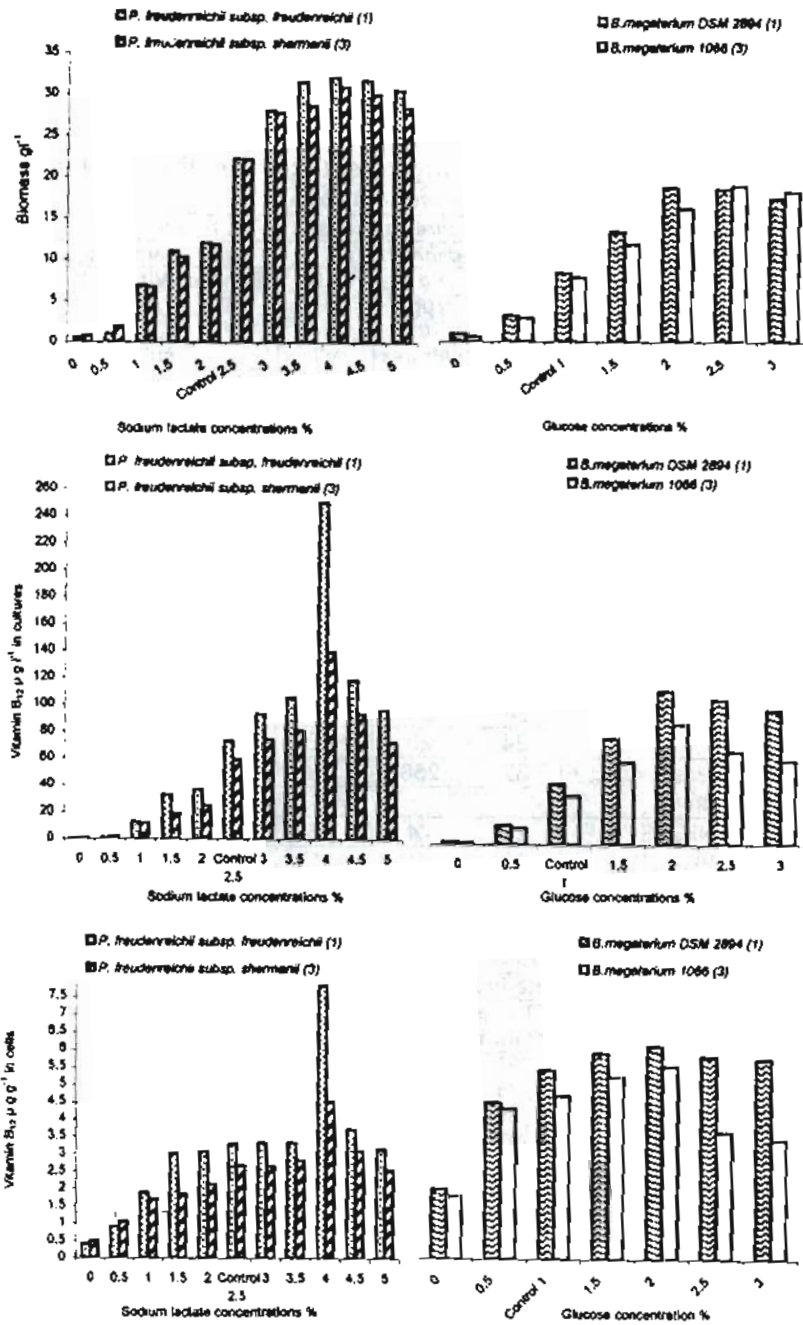 P. freudenreichii subsp. freudenreichii (1)
P. freudenreichii subsp. shermanii (3)
B.megaterium DSM 2894 (1)
B.megaterium 1066 (3)
Biomass gl-1
35
30
25
20
15
10
5
0
0 0.5 1 1.5 2 Control 2.5 3 3.5 4 4.5 5
Sodium lactate concentrations %
0 0.5 Control 1 1.5 2 2.5 3
Glucose concentrations %
P. freudenreichii subsp. freudenreichii (1)
P. freudenreichii subsp. shermanii (3)
B.megaterium DSM 2894 (1)
B.megaterium 1066 (3)
Vitamin B12 µ g l-1 in cultures
260
240
220
200
180
160
140
120
100
80
60
40
20
0
0 0.5 1 1.5 2 Control 3 3.5 4 4.5 5
2.5
Sodium lactate concentrations %
0 0.5 Control 1.5 2 2.5 3
1
Glucose concentrations %
P. freudenreichii subsp. freudenreichii (1)
P. freudenreichii subsp. shermanii (3)
B.megaterium DSM 2894 (1)
B.megaterium 1066 (3)
Vitamin B12 µ g g-1 in cells
7.5
7
6.5
6
5.5
5
4.5
4
3.5
3
2.5
2
1.5
1
0.5
0
0 0.5 1 1.5 2 Control 3 3.5 4 4.5 5
2.5
Sodium lactate concentrations %
0 0.5 Control 1 1.5 2 2.5 3
Glucose concentration %